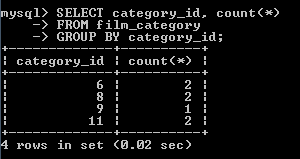 mysql> SELECT category_id, count(*)
    -> FROM film_category
    -> GROUP BY category_id;
+-------------+----------+
| category_id | count(*) |
+-------------+----------+
|           6 |        2 |
|           8 |        2 |
|           9 |        1 |
|          11 |        2 |
+-------------+----------+
4 rows in set (0.02 sec)